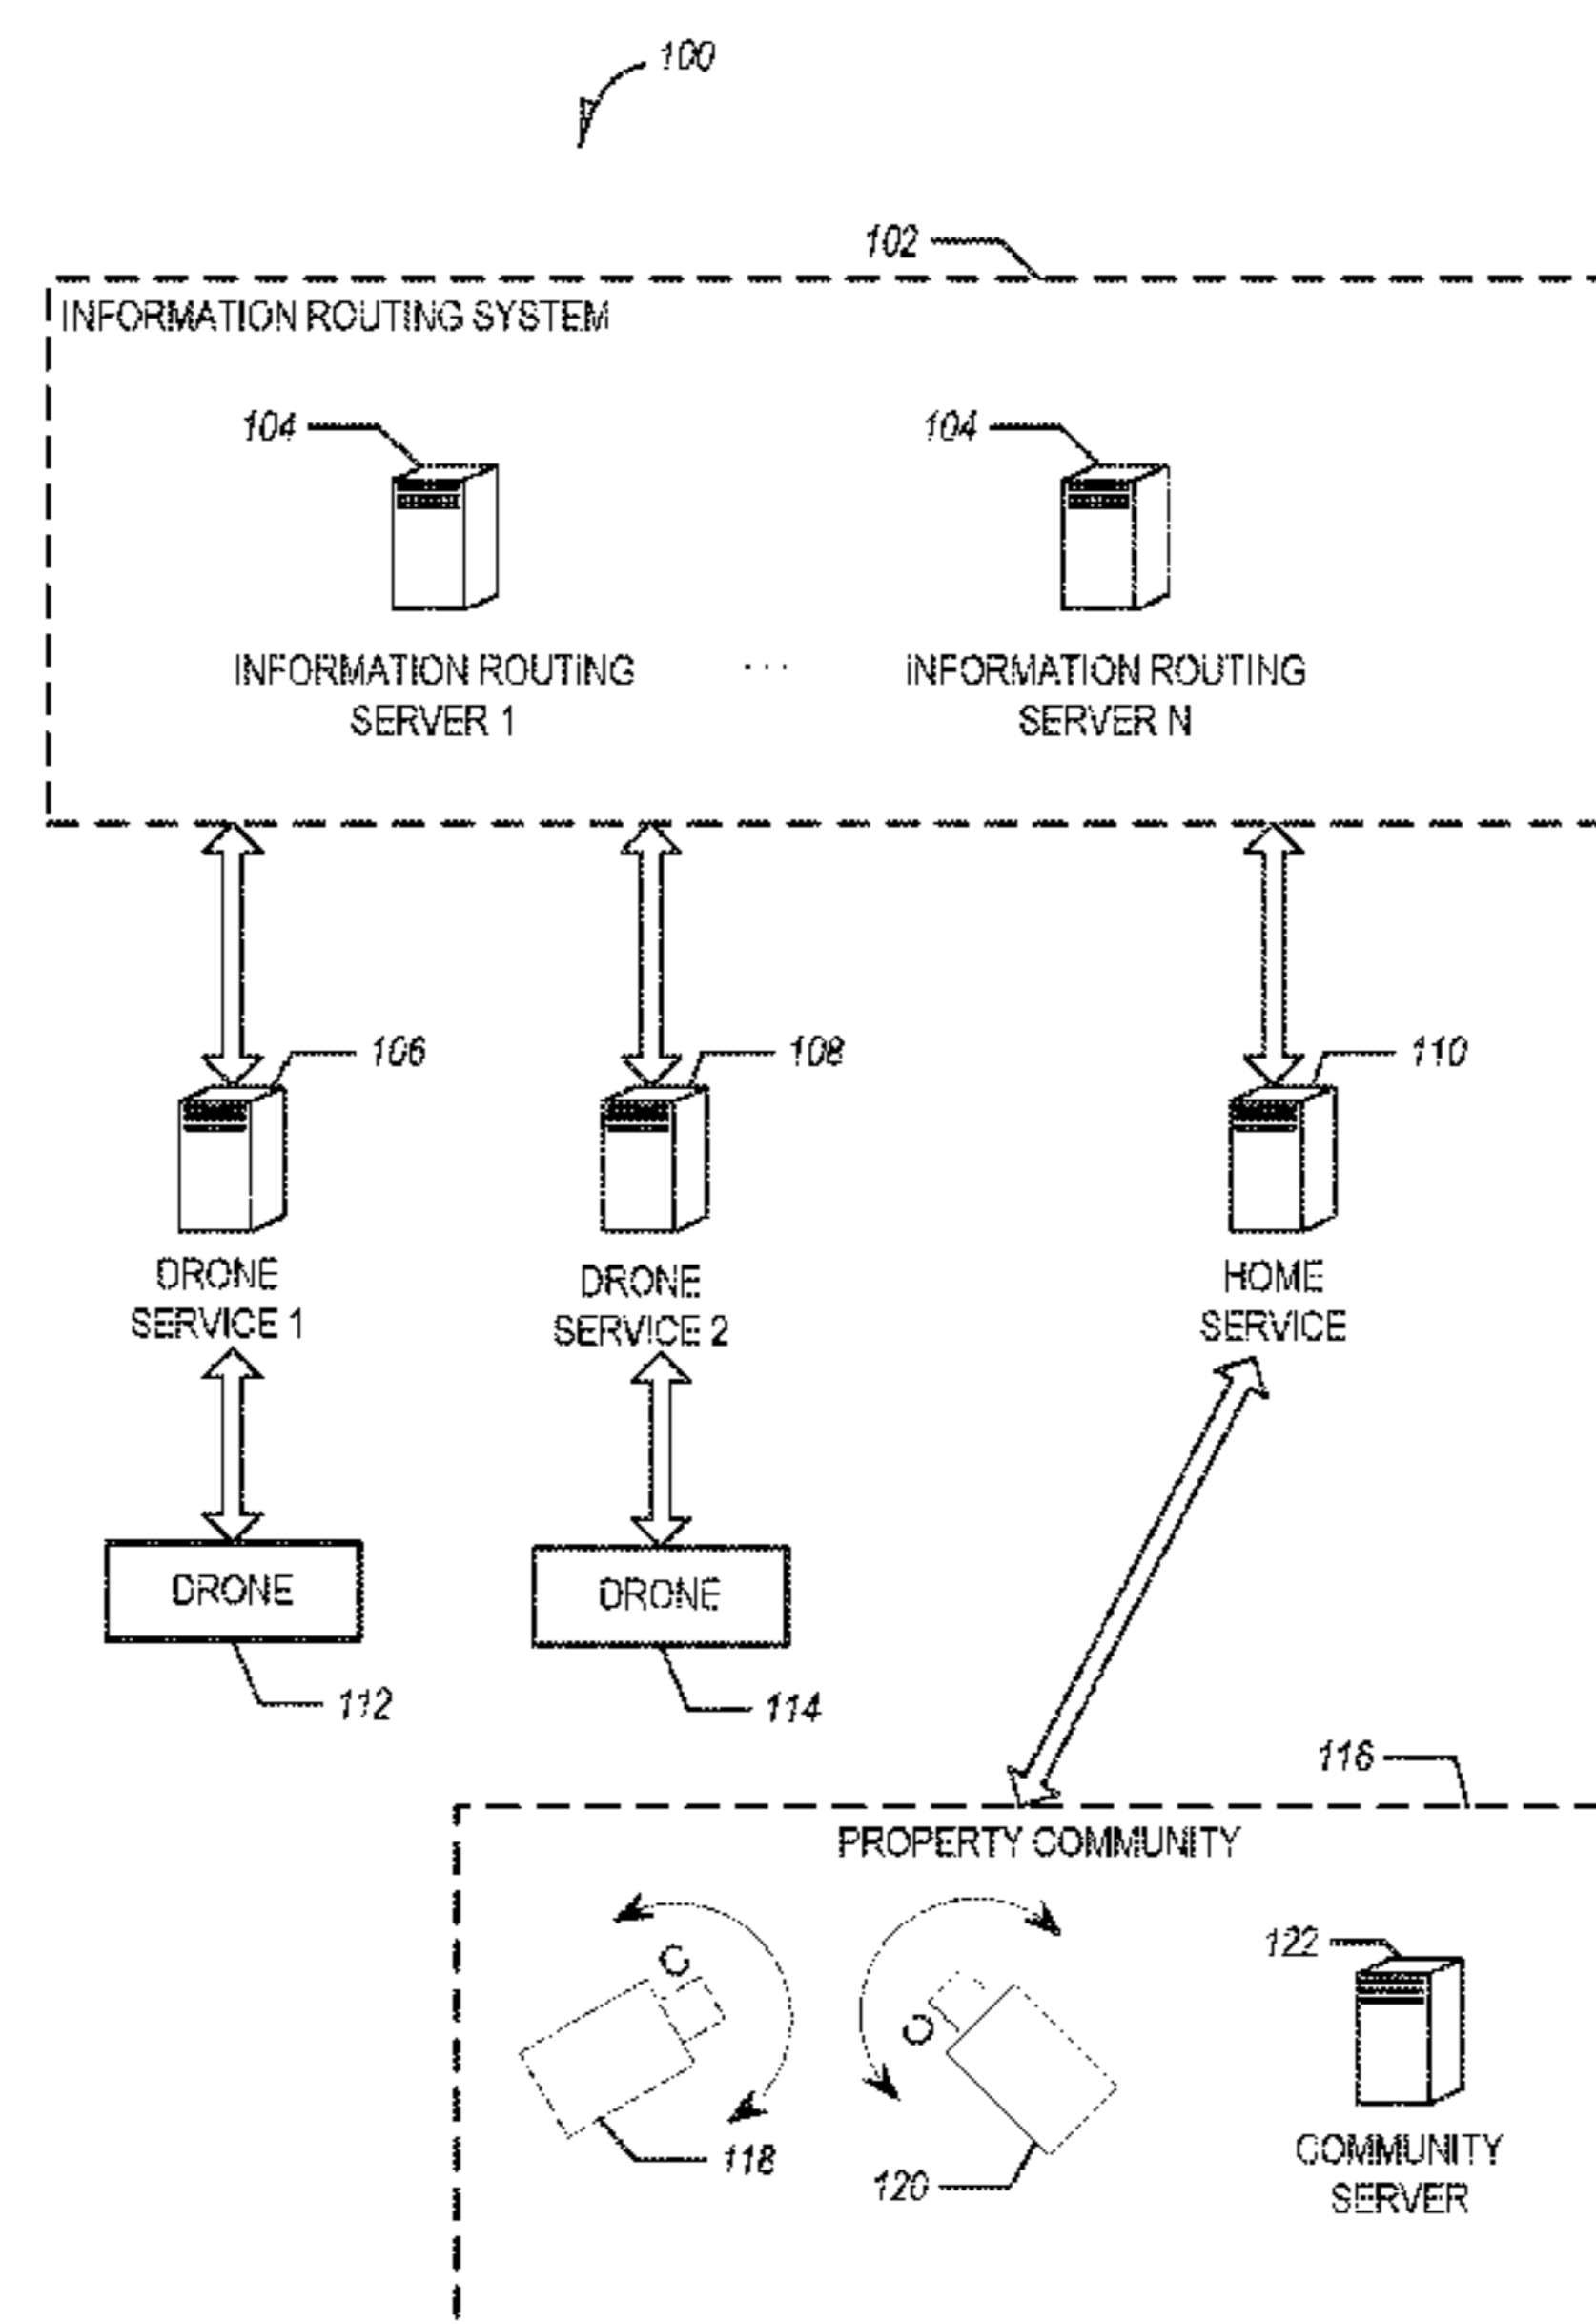 100
102
INFORMATION ROUTING SYSTEM
104
104
INFORMATION ROUTING
SERVER 1
...
INFORMATION ROUTING
SERVER N
106
108
110
DRONE
SERVICE 1
DRONE
SERVICE 2
HOME
SERVICE
DRONE
DRONE
112
114
116
PROPERTY COMMUNITY
122
118
120
COMMUNITY
SERVER